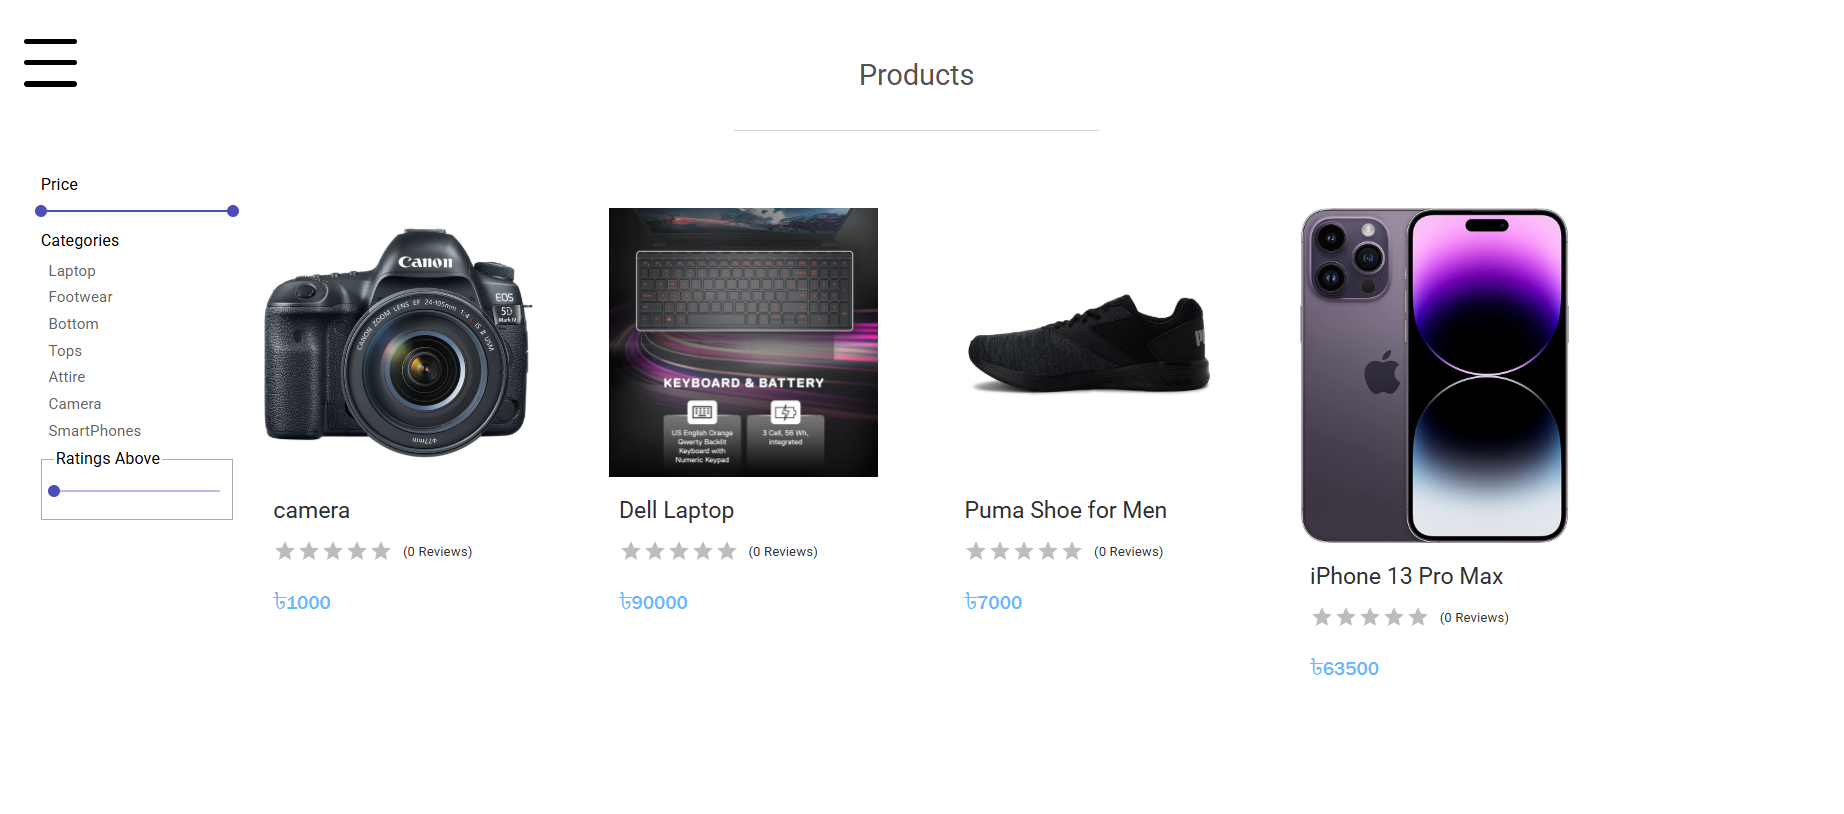 Products
Price
Categories
Laptop
Footwear
Bottom
Tops
Attire
Camera
SmartPhones
Ratings Above
Canon
EOS
5D
Mark IV
CANON ZOOM LENS EF 24-105mm 1:4 L IS II USM
Ф77mm
camera
(0 Reviews)
৳1000
KEYBOARD & BATTERY
US English Orange
Qwerty Backlit
Keyboard with
Numeric Keypad
3 Cell, 56 Wh,
integrated
Dell Laptop
(0 Reviews)
৳90000
Puma Shoe for Men
(0 Reviews)
৳7000
iPhone 13 Pro Max
(0 Reviews)
৳63500